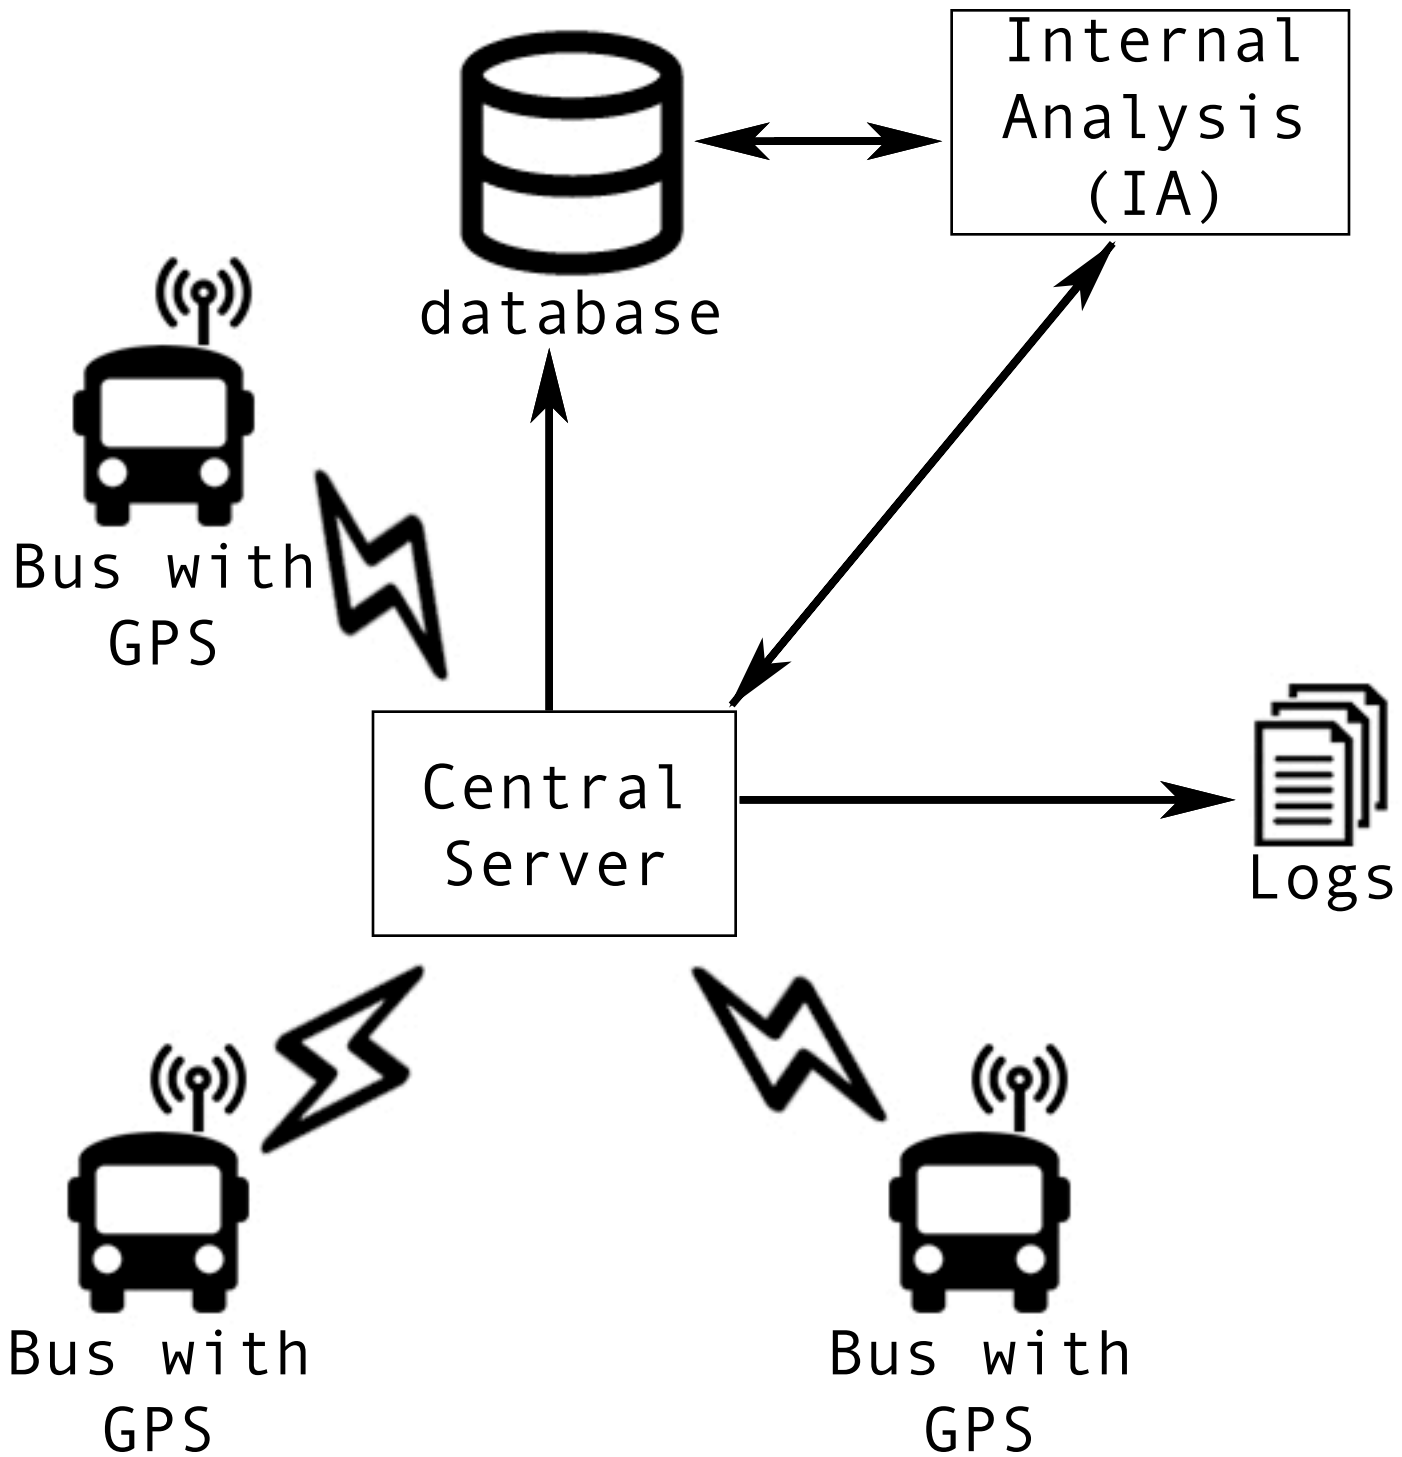 Internal
Analysis
(IA)
database
Bus with
GPS
Central
Server
Logs
Bus with
GPS
Bus with
GPS